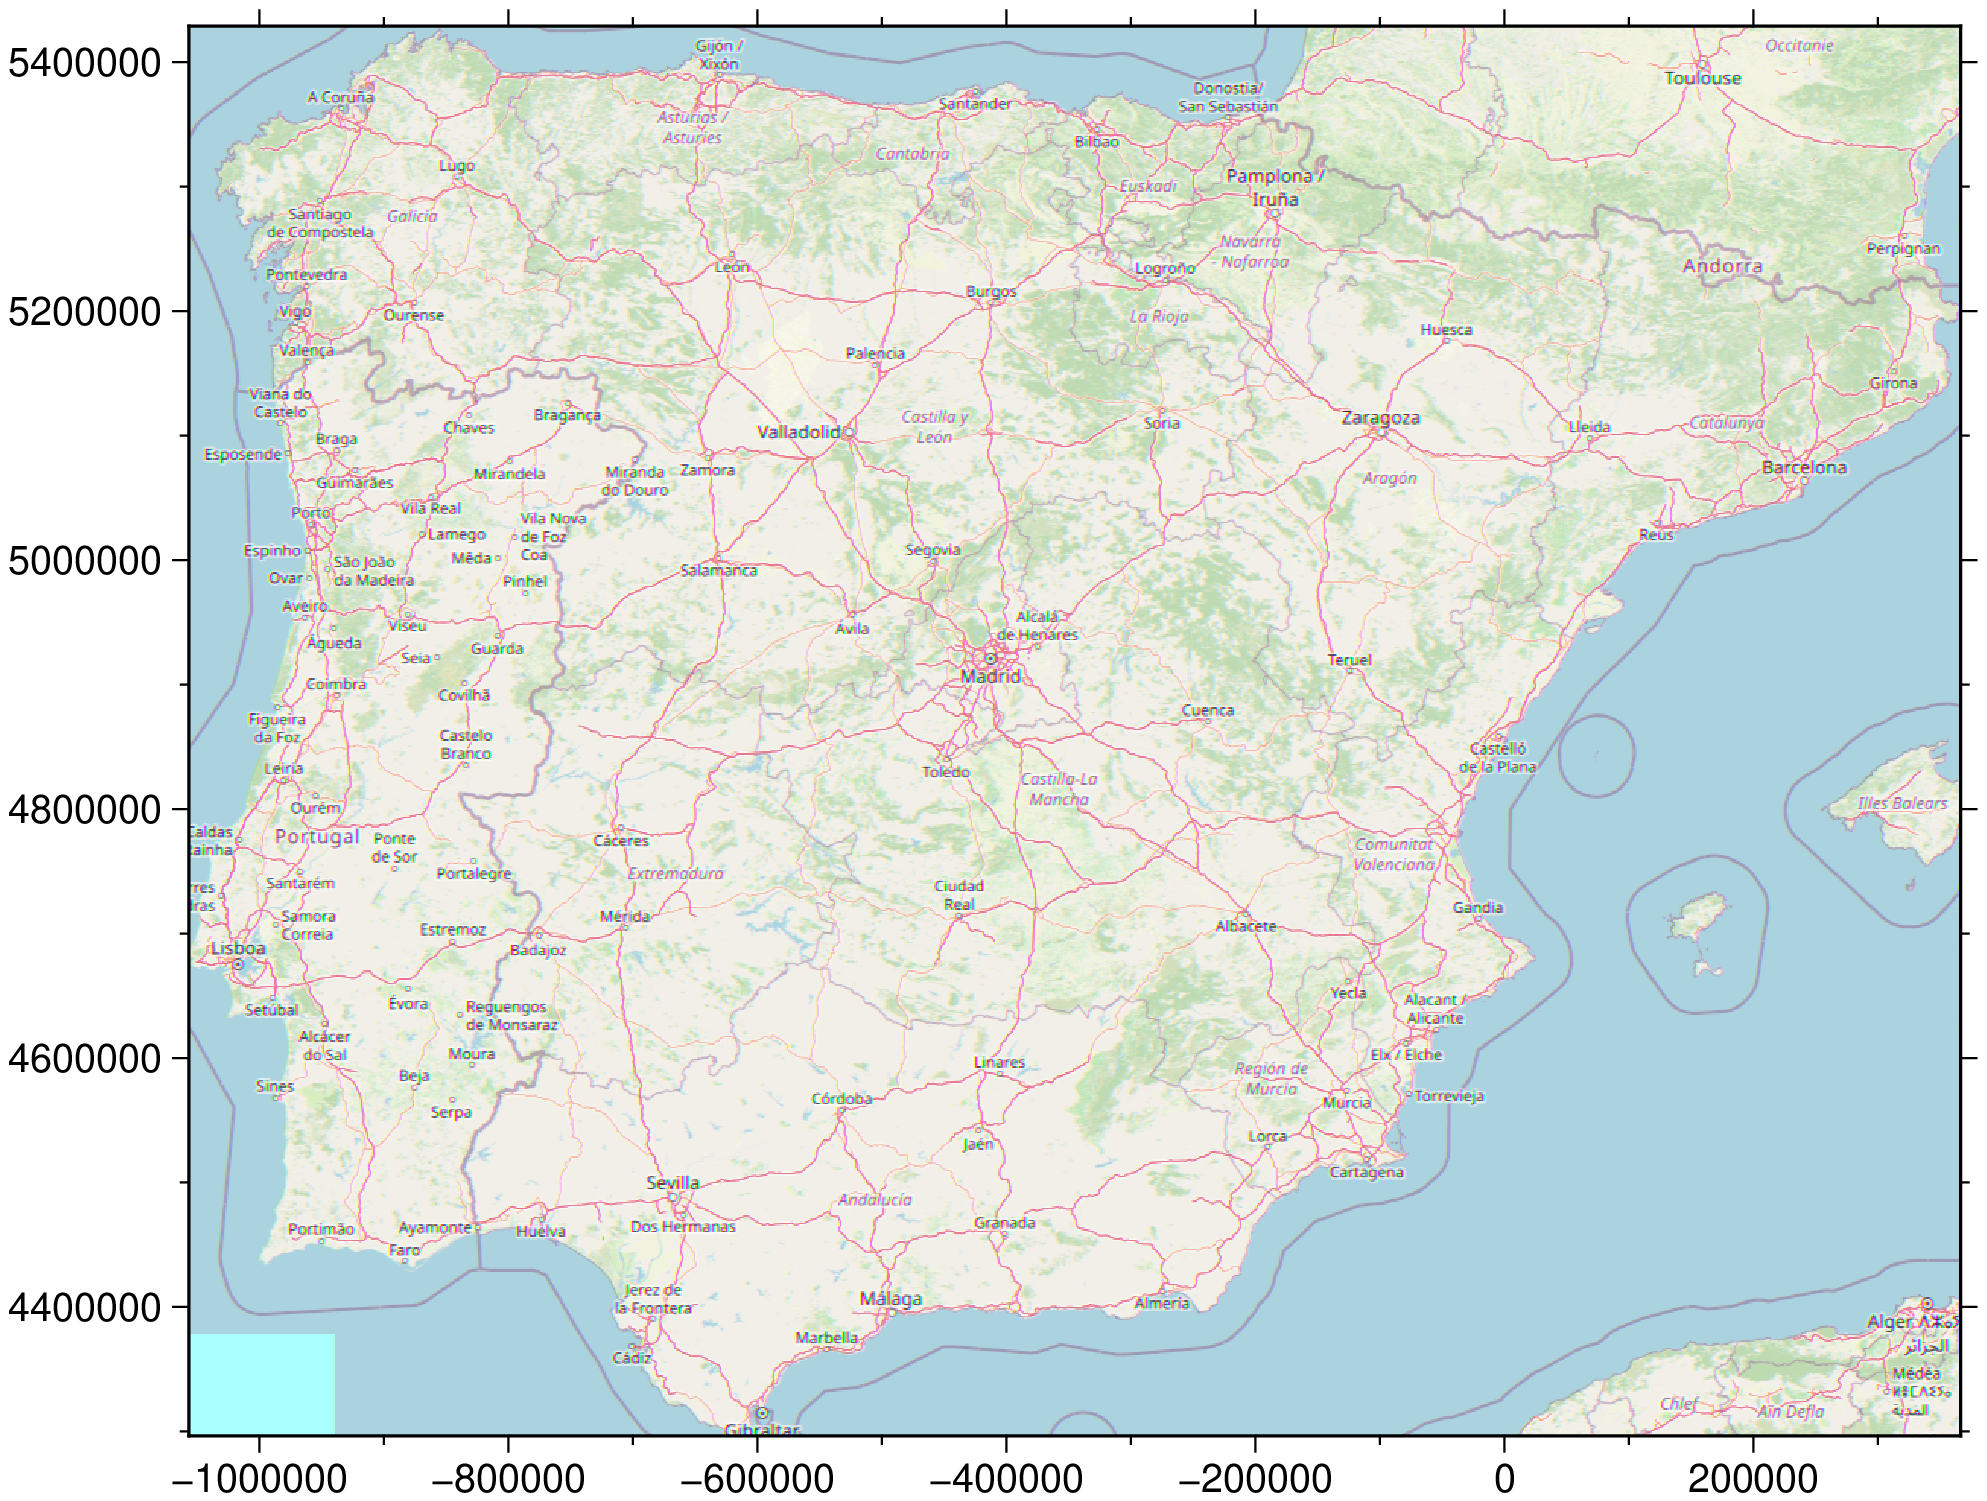 5400000
5200000
5000000
4800000
4600000
4400000
−1000000
−800000
−600000
−400000
−200000
0
200000
Gijón /
Xixón
Occitanie
Toulouse
A Coruña
Santander
Donostia/
San Sebastián
Asturias /
Asturies
Bilbao
Cantabria
Lugo
Euskadi
Pamplona /
Iruña
Santiago
de Compostela
Galicia
Navarra
- Nafarroa
Perpignan
Pontevedra
León
Logroño
Andorra
Vigo
Ourense
Burgos
La Rioja
Huesca
Valença
Palencia
Girona
Viana do
Castelo
Bragança
Chaves
Castilla y
León
Soria
Zaragoza
Lleida
Catalunya
Valladolid
Braga
Esposende
Guimarães
Mirandela
Miranda
do Douro
Zamora
Aragón
Barcelona
Vila Real
Porto
Lamego
Vila Nova
de Foz
Coa
Espinho
São João
da Madeira
Mêda
Ovar
Pinhel
Segovia
Salamanca
Reus
Aveiro
Viseu
Águeda
Seia
Guarda
Ávila
Alcalá
de Henares
Madrid
Teruel
Coimbra
Covilhã
Figueira
da Foz
Castelo
Branco
Cuenca
Leiria
Toledo
Castilla-La
Mancha
Castelló
de la Plana
Ourém
Illes Balears
Caldas
Rainha
Portugal
Ponte
de Sor
Cáceres
Comunitat
Valenciana
Santarém
Portalegre
Extremadura
rres
dras
Ciudad
Real
Samora
Correia
Mérida
Gandia
Estremoz
Albacete
Lisboa
Badajoz
Setúbal
Évora
Reguengos
de Monsaraz
Yecla
Alacant /
Alicante
Alcácer
do Sal
Moura
Linares
Elx / Elche
Sines
Beja
Región de
Murcia
Serpa
Córdoba
Murcia
Torrevieja
Jaén
Lorca
Cartagena
Sevilla
Andalucía
Portimão
Ayamonte
Huelva
Dos Hermanas
Granada
Faro
Jerez de
la Frontera
Málaga
Almería
Marbella
Cádiz
Gibraltar
Alger
الجزائر
Médéa
المدية
Chlef
Aïn Defla